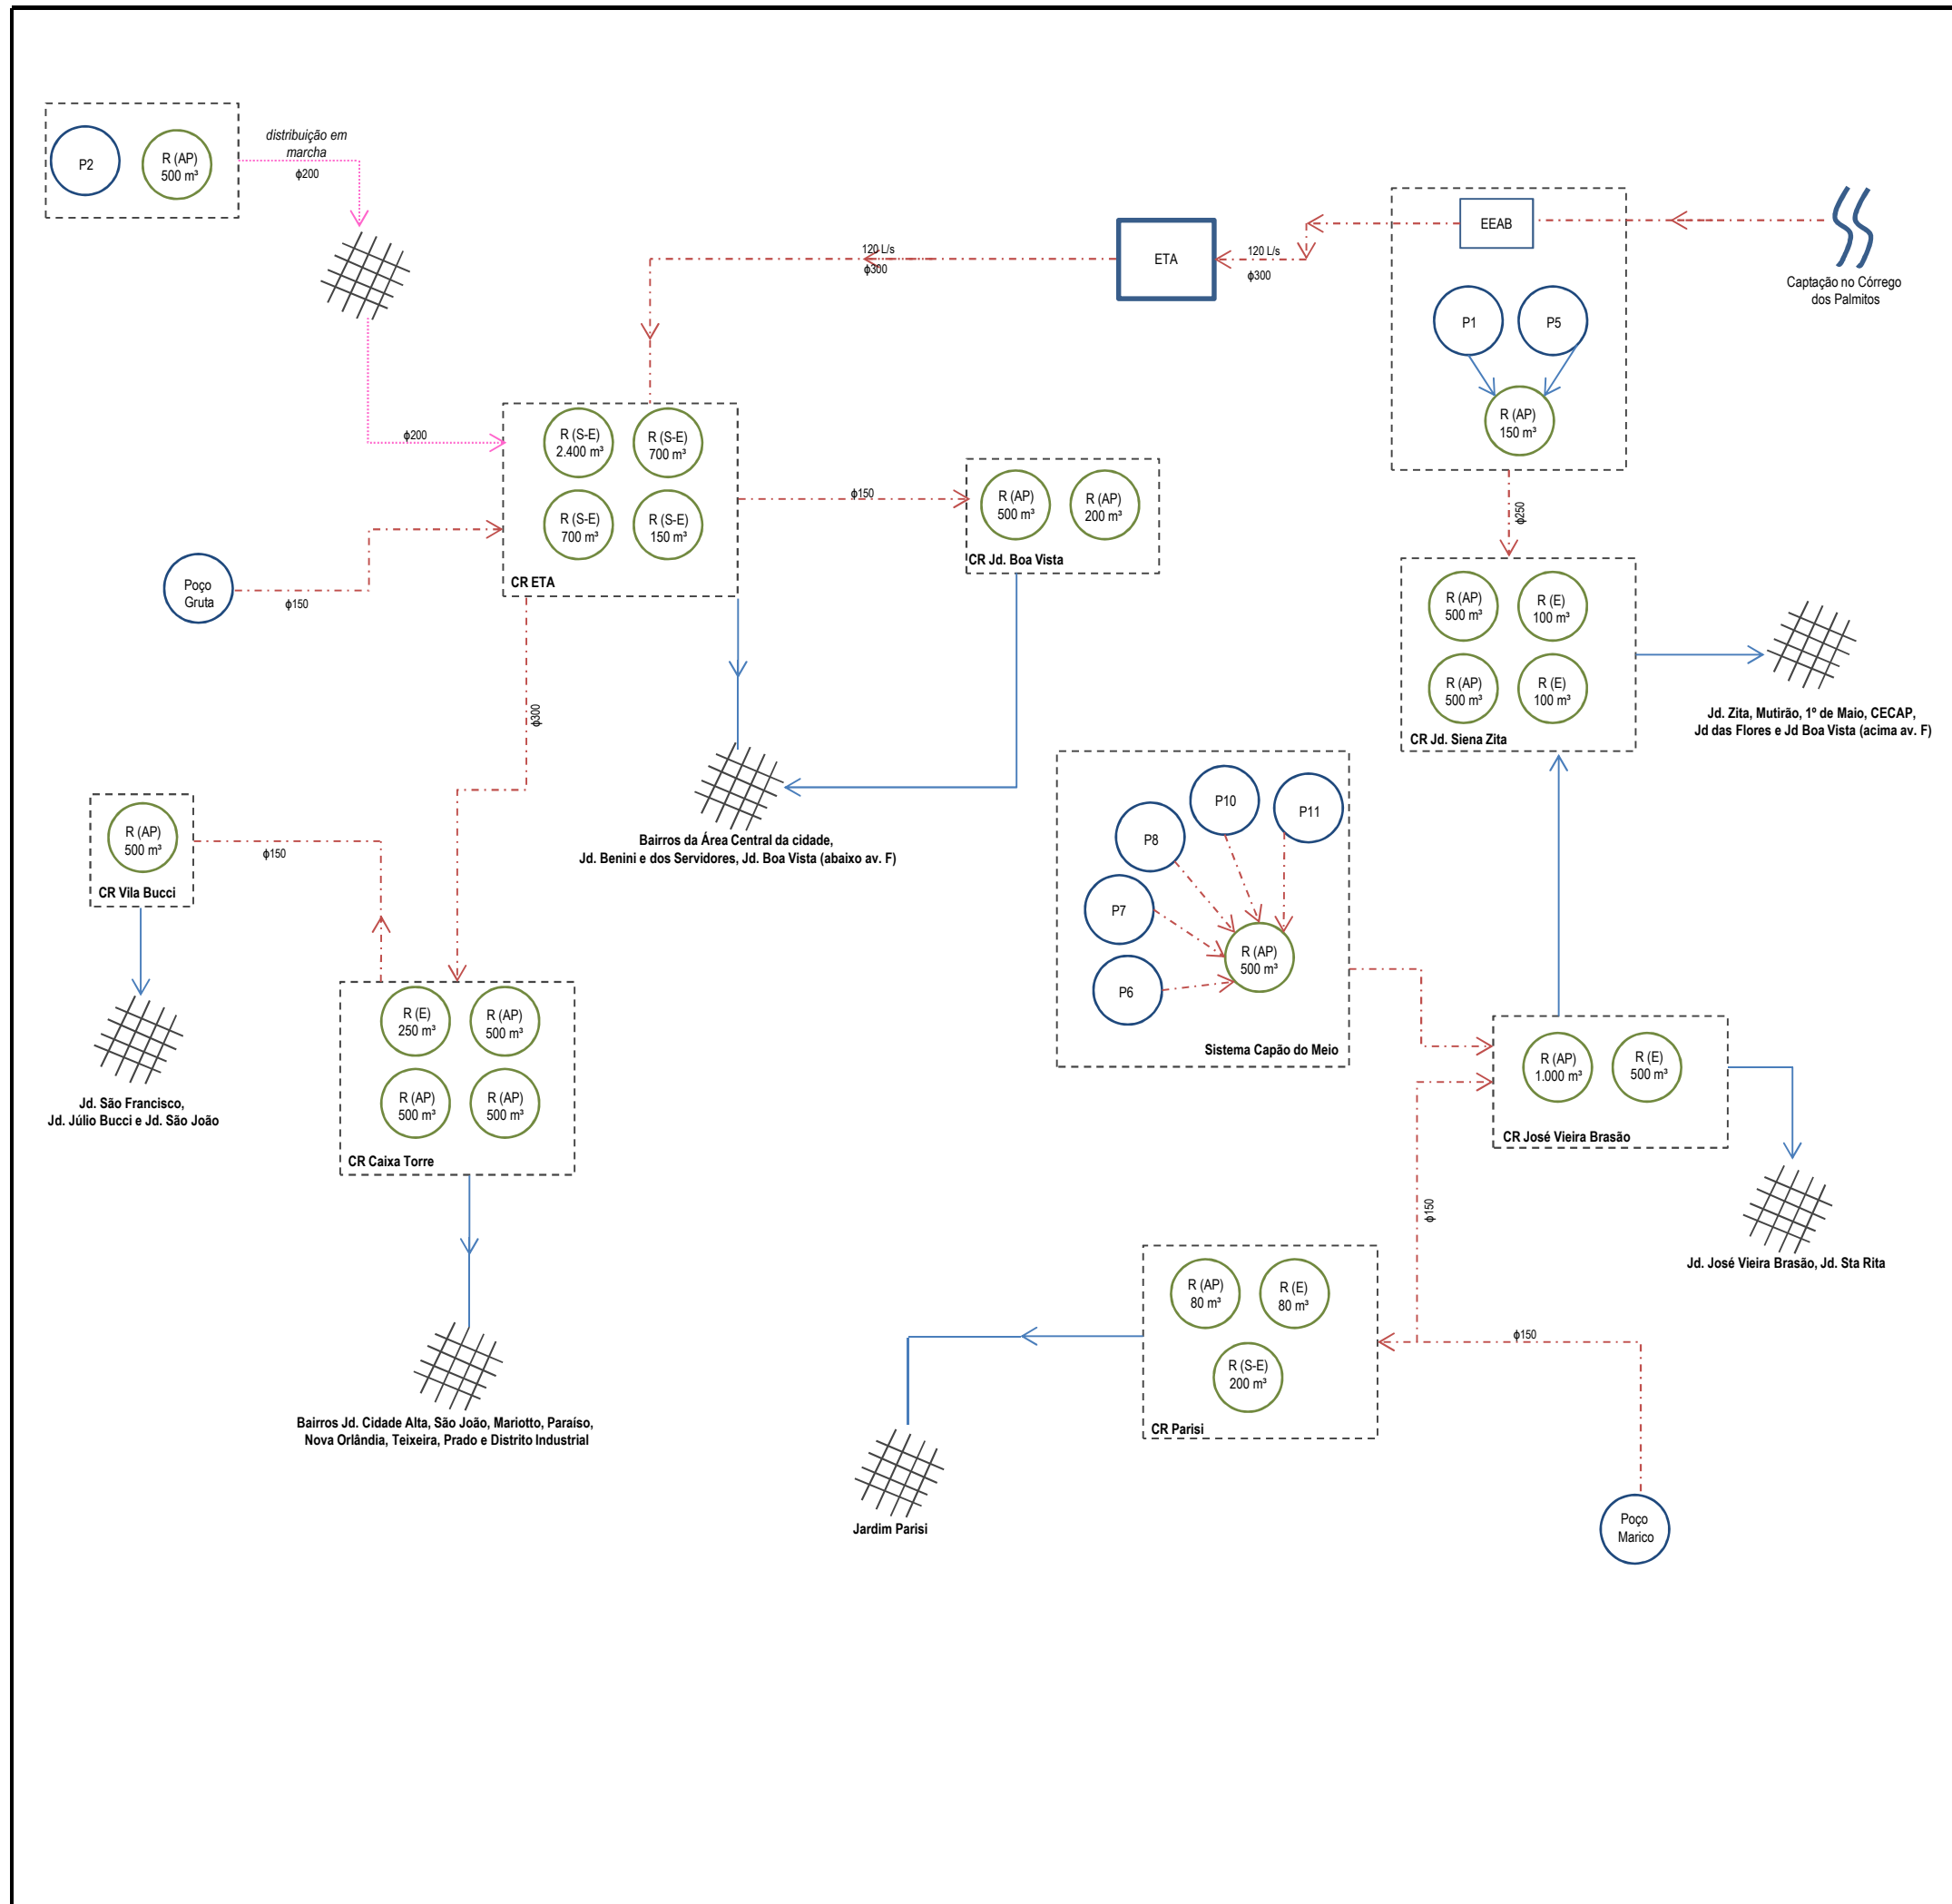 P2
R (AP)
500 m³
distribuição em
marcha
ϕ200
EEAB
120 L/s
ϕ300
ETA
120 L/s
ϕ300
Captação no Córrego
dos Palmitos
P1
P5
R (AP)
150 m³
ϕ200
R (S-E)
2.400 m³
R (S-E)
700 m³
R (S-E)
700 m³
R (S-E)
150 m³
CR ETA
ϕ150
R (AP)
500 m³
R (AP)
200 m³
CR Jd. Boa Vista
ϕ250
Poço
Gruta
ϕ150
R (AP)
500 m³
R (E)
100 m³
R (AP)
500 m³
R (E)
100 m³
CR Jd. Siena Zita
Jd. Zita, Mutirão, 1º de Maio, CECAP,
Jd das Flores e Jd Boa Vista (acima av. F)
ϕ300
Bairros da Área Central da cidade,
Jd. Benini e dos Servidores, Jd. Boa Vista (abaixo av. F)
R (AP)
500 m³
CR Vila Bucci
ϕ150
P10
P11
P8
P7
P6
R (AP)
500 m³
Sistema Capão do Meio
Jd. São Francisco,
Jd. Júlio Bucci e Jd. São João
R (E)
250 m³
R (AP)
500 m³
R (AP)
500 m³
R (AP)
500 m³
CR Caixa Torre
R (AP)
1.000 m³
R (E)
500 m³
CR José Vieira Brasão
ϕ150
Jd. José Vieira Brasão, Jd. Sta Rita
R (AP)
80 m³
R (E)
80 m³
R (S-E)
200 m³
CR Parisi
ϕ150
Bairros Jd. Cidade Alta, São João, Mariotto, Paraíso,
Nova Orlândia, Teixeira, Prado e Distrito Industrial
Jardim Parisi
Poço
Marico